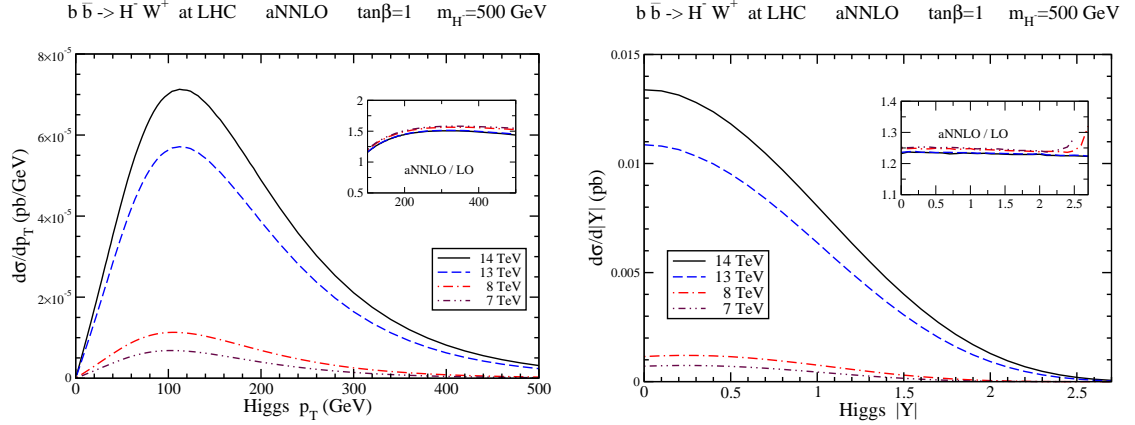 b b̅ -> H⁻ W⁺ at LHC aNNLO tanβ=1 m_H⁻=500 GeV
8×10⁻⁵
6×10⁻⁵
4×10⁻⁵
2×10⁻⁵
0
dσ/dp_T (pb/GeV)
0 100 200 300 400 500
Higgs p_T (GeV)
2
1.5
1
0.5
200 400
aNNLO / LO
14 TeV
13 TeV
8 TeV
7 TeV
b b̅ -> H⁻ W⁺ at LHC aNNLO tanβ=1 m_H⁻=500 GeV
0.015
0.01
0.005
0
dσ/d|Y| (pb)
0 0.5 1 1.5 2 2.5
Higgs |Y|
1.4
1.3
1.2
1.1
0 0.5 1 1.5 2 2.5
aNNLO / LO
14 TeV
13 TeV
8 TeV
7 TeV